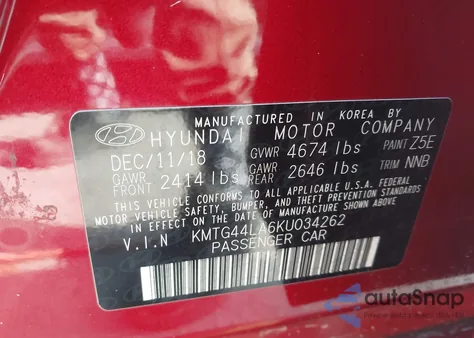 MANUFACTURED IN KOREA BY
HYUNDAI MOTOR COMPANY
DEC/11/18 GVWR 4674 lbs PAINT Z5E
GAWR FRONT 2414 lbs GAWR REAR 2646 lbs TRIM NNB
THIS VEHICLE CONFORMS TO ALL APPLICABLE U.S.A. FEDERAL
MOTOR VEHICLE SAFETY, BUMPER, AND THEFT PREVENTION STANDARDS
IN EFFECT ON THE DATE OF MANUFACTURE SHOWN ABOVE.
V.I.N KMTG44LA6KU034262
PASSENGER CAR
autoSnap